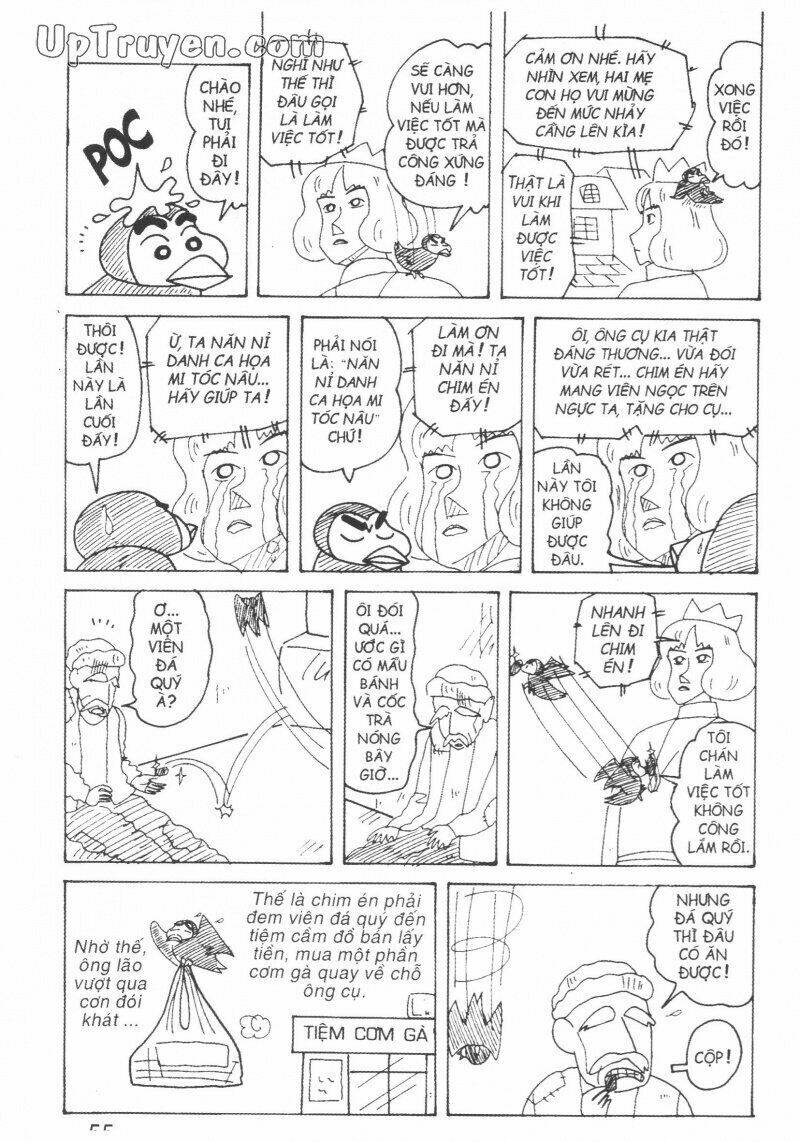 UpTruyen.com
XONG
VIỆC
RỒI
ĐÓ!
CẢM ƠN NHÉ. HÃY
NHÌN XEM, HAI MẸ
CON HỌ VUI MỪNG
ĐẾN MỨC NHẢY
CẪNG LÊN KÌA!
THẬT LÀ
VUI KHI
LÀM
ĐƯỢC
VIỆC
TỐT!
SẼ CÀNG
VUI HƠN,
NẾU LÀM
VIỆC TỐT MÀ
ĐƯỢC TRẢ
CÔNG XỨNG
ĐÁNG!
NGHĨ NHƯ
THẾ THÌ
ĐÂU GỌI
LÀ LÀM
VIỆC TỐT!
CHÀO
NHÉ,
TUI
PHẢI
ĐI
ĐÂY!
POC
ÔI, ÔNG CỤ KIA THẬT
ĐÁNG THƯƠNG... VỪA ĐÓI
VỪA RÉT... CHIM ÉN HÃY
MANG VIÊN NGỌC TRÊN
NGỰC TA, TẶNG CHO CỤ...
LẦN
NÀY TÔI
KHÔNG
GIÚP
ĐƯỢC
ĐÂU.
LÀM ƠN
ĐI MÀ! TA
NĂN NỈ
CHIM ÉN
ĐẤY!
PHẢI NÓI
LÀ: "NĂN
NỈ DANH
CA HỌA MI
TÓC NÂU"
CHỨ!
Ừ, TA NĂN NỈ
DANH CA HỌA
MI TÓC NÂU...
HÃY GIÚP TA!
THÔI
ĐƯỢC!
LẦN
NÀY LÀ
LẦN
CUỐI
ĐẤY!
NHANH
LÊN ĐI
CHIM
ÉN!
TÔI
CHÁN
LÀM
VIỆC TỐT
KHÔNG
CÔNG
LẮM RỒI.
ÔI ĐÓI
QUÁ...
ƯỚC GÌ
CÓ MẨU
BÁNH
VÀ CỐC
TRÀ
NÓNG
BÂY
GIỜ...
Ơ...
MỘT
VIÊN
ĐÁ
QUÝ
À?
NHƯNG
ĐÁ QUÝ
THÌ ĐÂU
CÓ ĂN
ĐƯỢC!
CỘP!
Thế là chim én phải
đem viên đá quý đến
tiệm cầm đồ bán lấy
tiền, mua một phần
cơm gà quay về chỗ
ông cụ.
Nhờ thế,
ông lão
vượt qua
cơn đói
khát ...
TIỆM CƠM GÀ
55